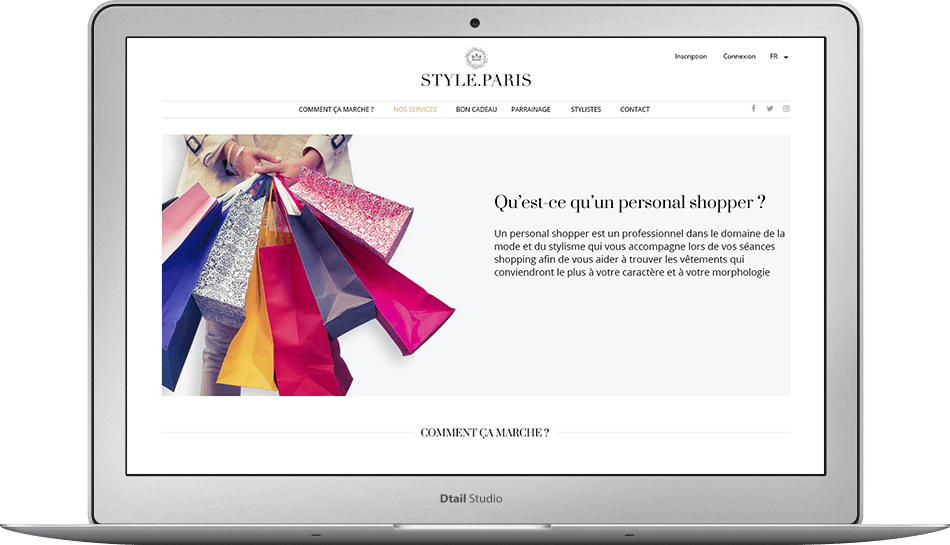 Inscription Connexion FR
STYLE.PARIS
COMMENT ÇA MARCHE ? NOS SERVICES BON CADEAU PARRAINAGE STYLISTES CONTACT
Qu’est-ce qu’un personal shopper ?
Un personal shopper est un professionnel dans le domaine de la
mode et du stylisme qui vous accompagne lors de vos séances
shopping afin de vous aider à trouver les vêtements qui
conviendront le plus à votre caractère et à votre morphologie
COMMENT ÇA MARCHE ?
Dtail Studio